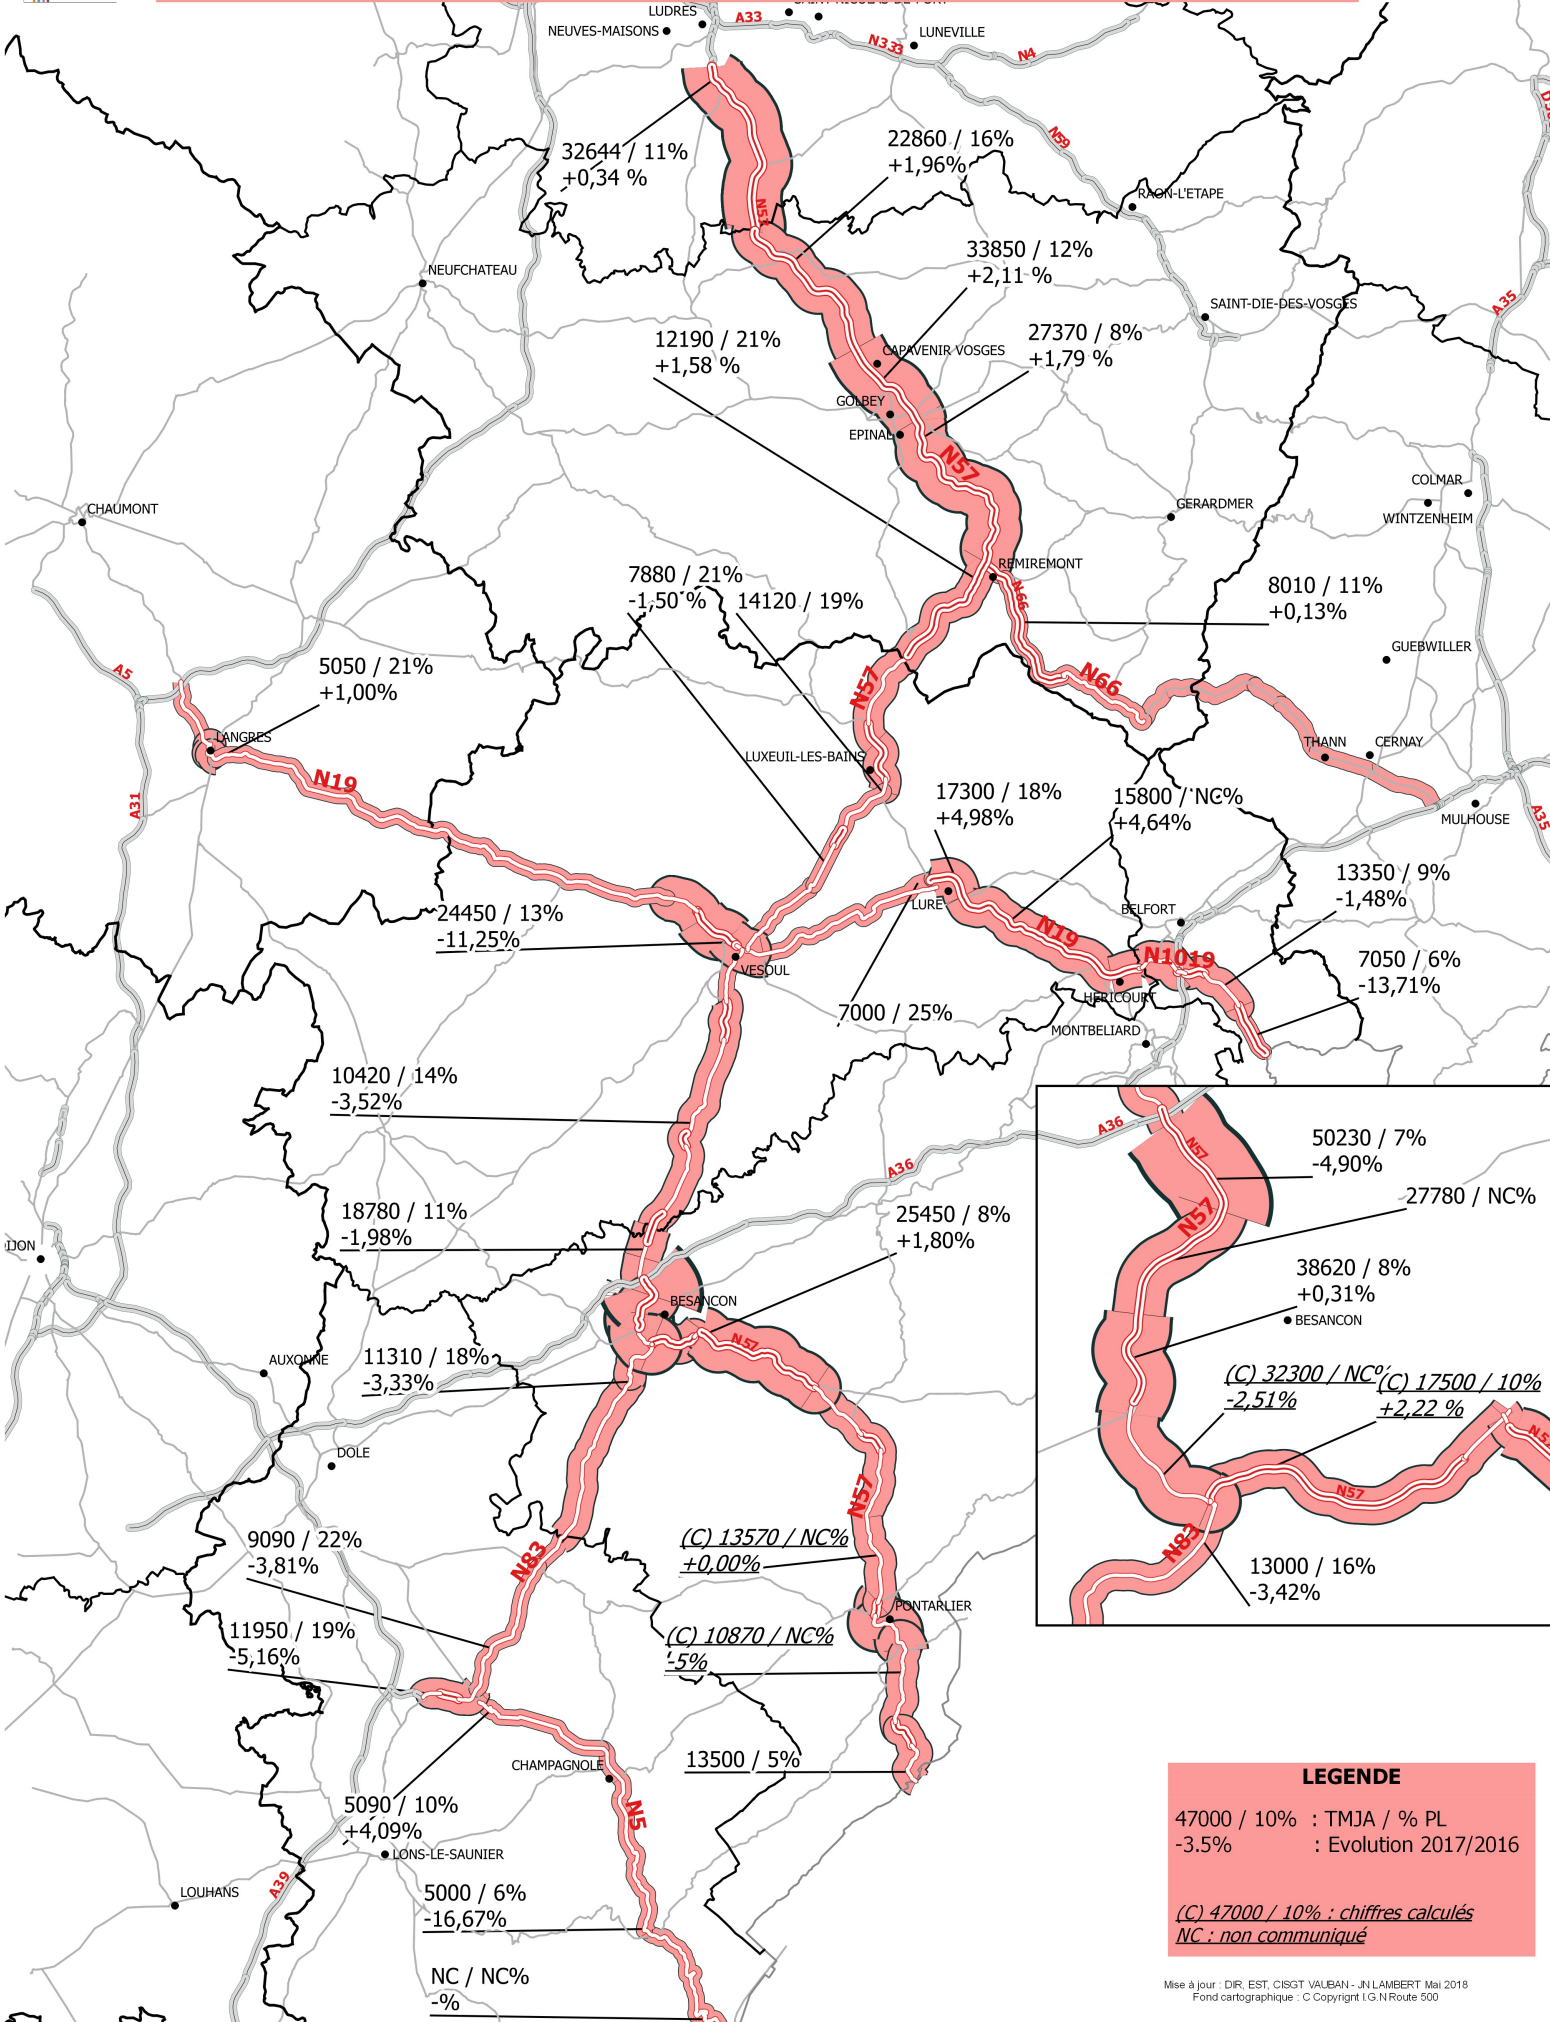 LUDRES
A33
NEUVES-MAISONS
N333
LUNEVILLE
N4
N59
32644 / 11%
+0,34 %
22860 / 16%
+1,96%
RAON-L'ETAPE
N57
33850 / 12%
+2,11 %
NEUFCHATEAU
SAINT-DIE-DES-VOSGES
A35
12190 / 21%
+1,58 %
27370 / 8%
+1,79 %
CAPAVENIR VOSGES
GOLBEY
EPINAL
N57
COLMAR
WINTZENHEIM
CHAUMONT
GERARDMER
REMIREMONT
N66
7880 / 21%
-1,50 %
14120 / 19%
8010 / 11%
+0,13%
GUEBWILLER
A5
5050 / 21%
+1,00%
N57
N66
LANGRES
THANN
CERNAY
LUXEUIL-LES-BAINS
N19
A31
17300 / 18%
+4,98%
15800 / NC%
+4,64%
MULHOUSE
A35
13350 / 9%
-1,48%
24450 / 13%
-11,25%
LURE
BELFORT
N19
N1019
VESOUL
7050 / 6%
-13,71%
HERICOURT
7000 / 25%
MONTBELIARD
10420 / 14%
-3,52%
A36
A36
N57
50230 / 7%
-4,90%
27780 / NC%
N57
18780 / 11%
-1,98%
25450 / 8%
+1,80%
IJON
38620 / 8%
+0,31%
BESANCON
BESANCON
N57
AUXONNE
11310 / 18%
-3,33%
(C) 32300 / NC%
-2,51%
(C) 17500 / 10%
+2,22 %
DOLE
N57
N57
N83
13000 / 16%
-3,42%
9090 / 22%
-3,81%
N83
(C) 13570 / NC%
+0,00%
PONTARLIER
11950 / 19%
-5,16%
(C) 10870 / NC%
-5%
CHAMPAGNOLE
13500 / 5%
N5
5090 / 10%
+4,09%
LONS-LE-SAUNIER
A39
LOUHANS
5000 / 6%
-16,67%
NC / NC%
-%
LEGENDE
47000 / 10% : TMJA / % PL
-3.5% : Evolution 2017/2016
(C) 47000 / 10% : chiffres calculés
NC : non communiqué
Mise à jour : DIR, EST, CISGT VAUBAN - JN LAMBERT Mai 2018
Fond cartographique : C Copyright I.G.N Route 500